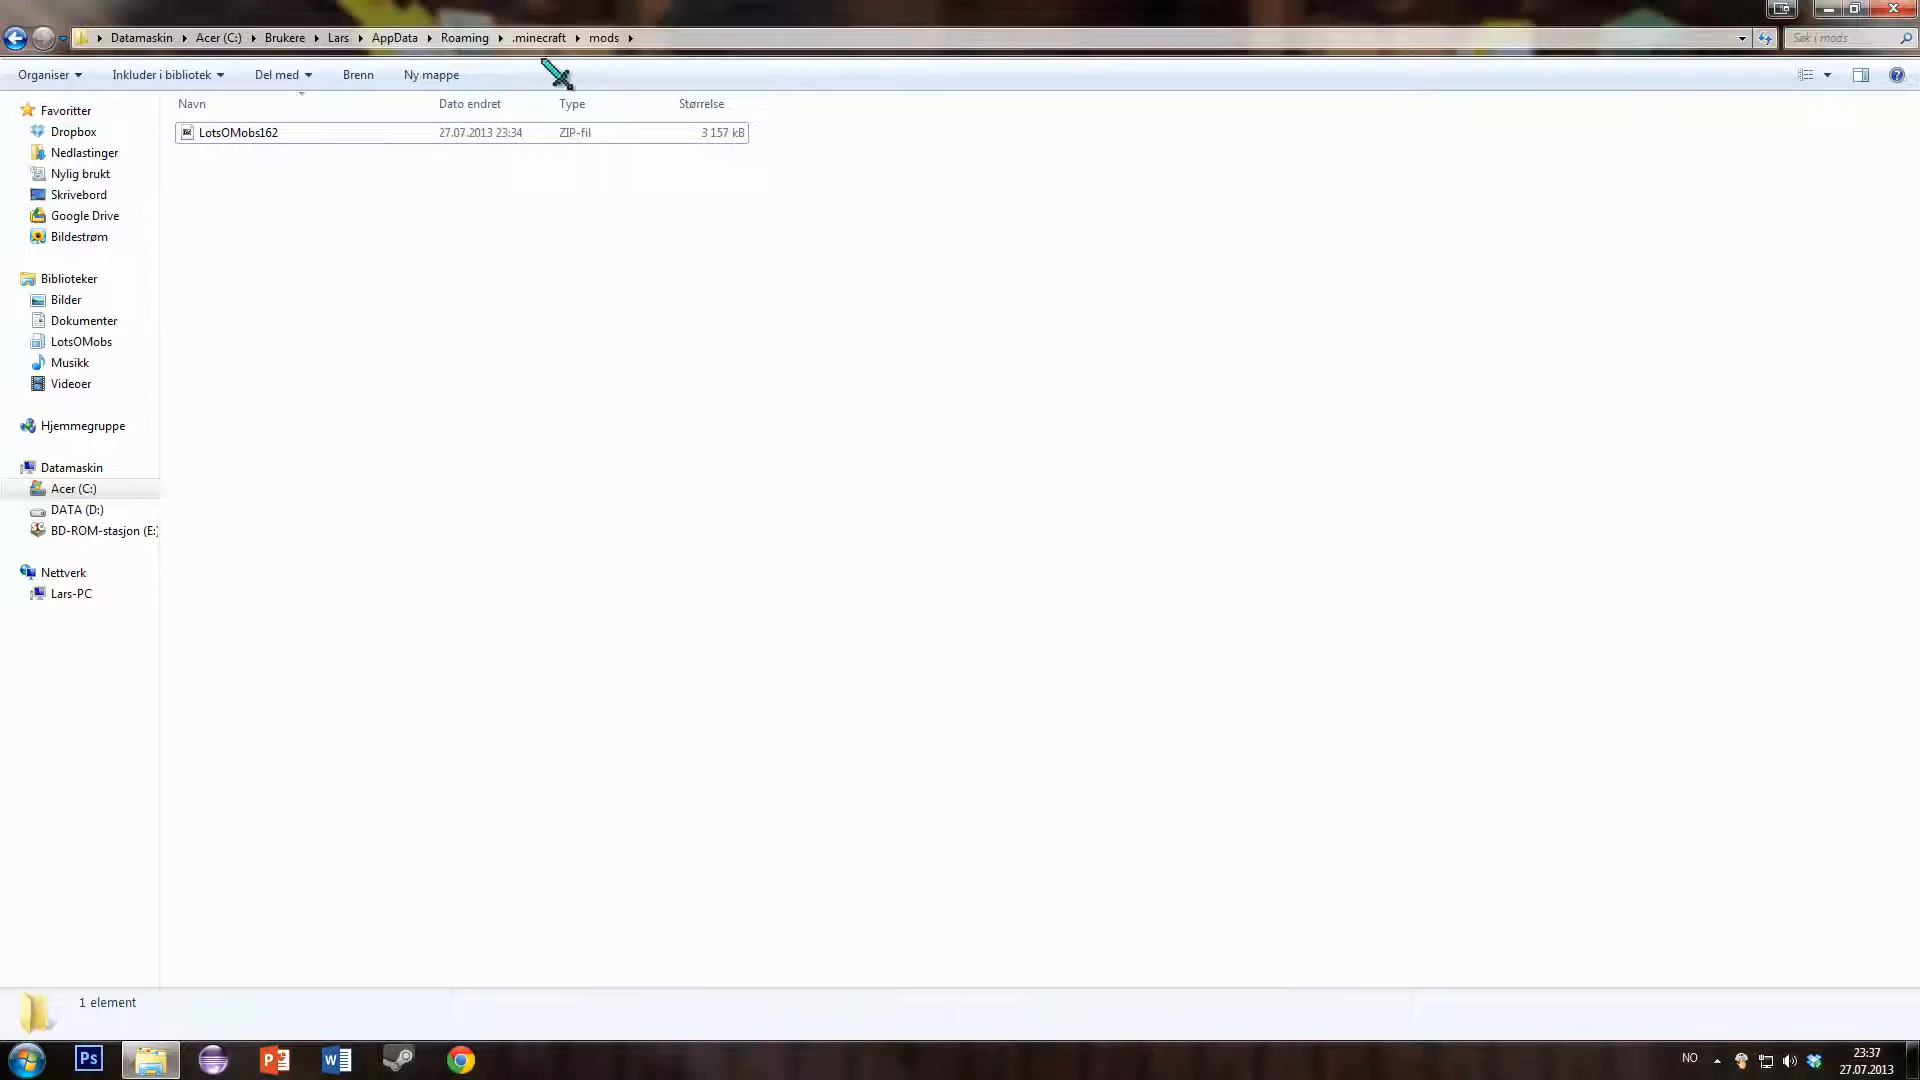 Datamaskin Acer (C:) Brukere Lars AppData Roaming .minecraft mods
Søk i mods
Organiser Inkluder i bibliotek Del med Brenn Ny mappe
Navn Dato endret Type Størrelse
LotsOMobs162 27.07.2013 23:34 ZIP-fil 3 157 kB
Favoritter
Dropbox
Nedlastinger
Nylig brukt
Skrivebord
Google Drive
Bildestrøm
Biblioteker
Bilder
Dokumenter
LotsOMobs
Musikk
Videoer
Hjemmegruppe
Datamaskin
Acer (C:)
DATA (D:)
BD-ROM-stasjon (E:)
Nettverk
Lars-PC
1 element
Ps
NO
23:37
27.07.2013